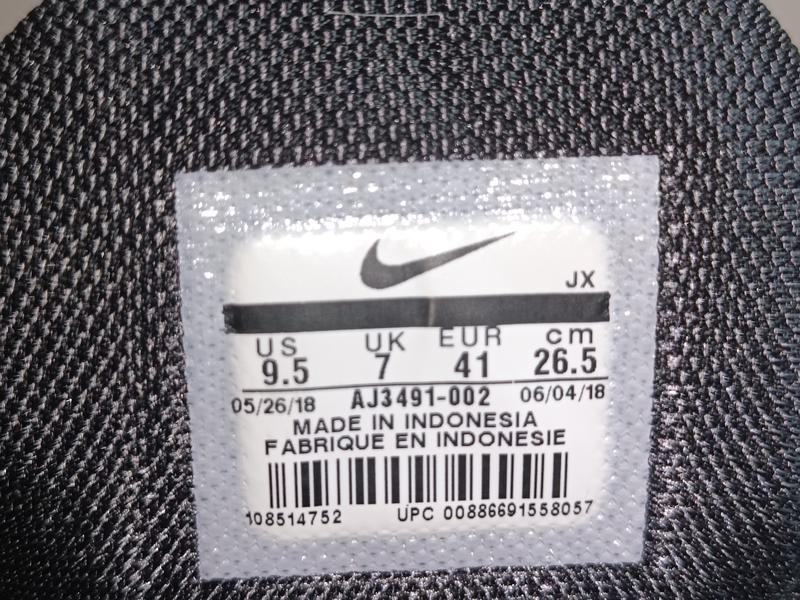 JX
US UK EUR cm
9.5 7 41 26.5
05/26/18 AJ3491-002 06/04/18
MADE IN INDONESIA
FABRIQUE EN INDONESIE
108514752 UPC 00886691558057